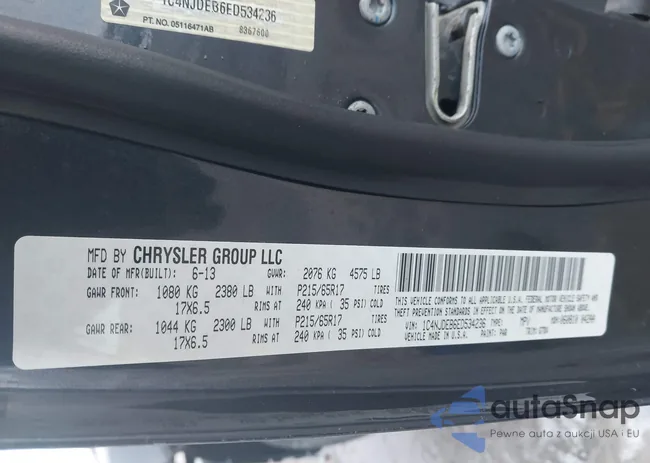 1C4NJDEB6ED534236
PT. NO. 05116471AB 8367600
MFD BY CHRYSLER GROUP LLC
DATE OF MFR(BUILT): 6-13 GVWR: 2076 KG 4575 LB
GAWR FRONT: 1080 KG 2380 LB WITH P215/65R17 TIRES
17X6.5 RIMS AT 240 KPA ( 35 PSI) COLD
GAWR REAR: 1044 KG 2300 LB WITH P215/65R17 TIRES
17X6.5 RIMS AT 240 KPA ( 35 PSI) COLD
THIS VEHICLE CONFORMS TO ALL APPLICABLE
U.S.A. FEDERAL MOTOR VEHICLE SAFETY AND
THEFT PREVENTION STANDARDS IN EFFECT
ON THE DATE OF MANUFACTURE SHOWN ABOVE.
VIN: 1C4NJDEB6ED534236 TYPE: MPV
VEHICLE MADE IN U.S.A. PAINT: PAR
autaSnap
Pewne auta z aukcji USA i EU